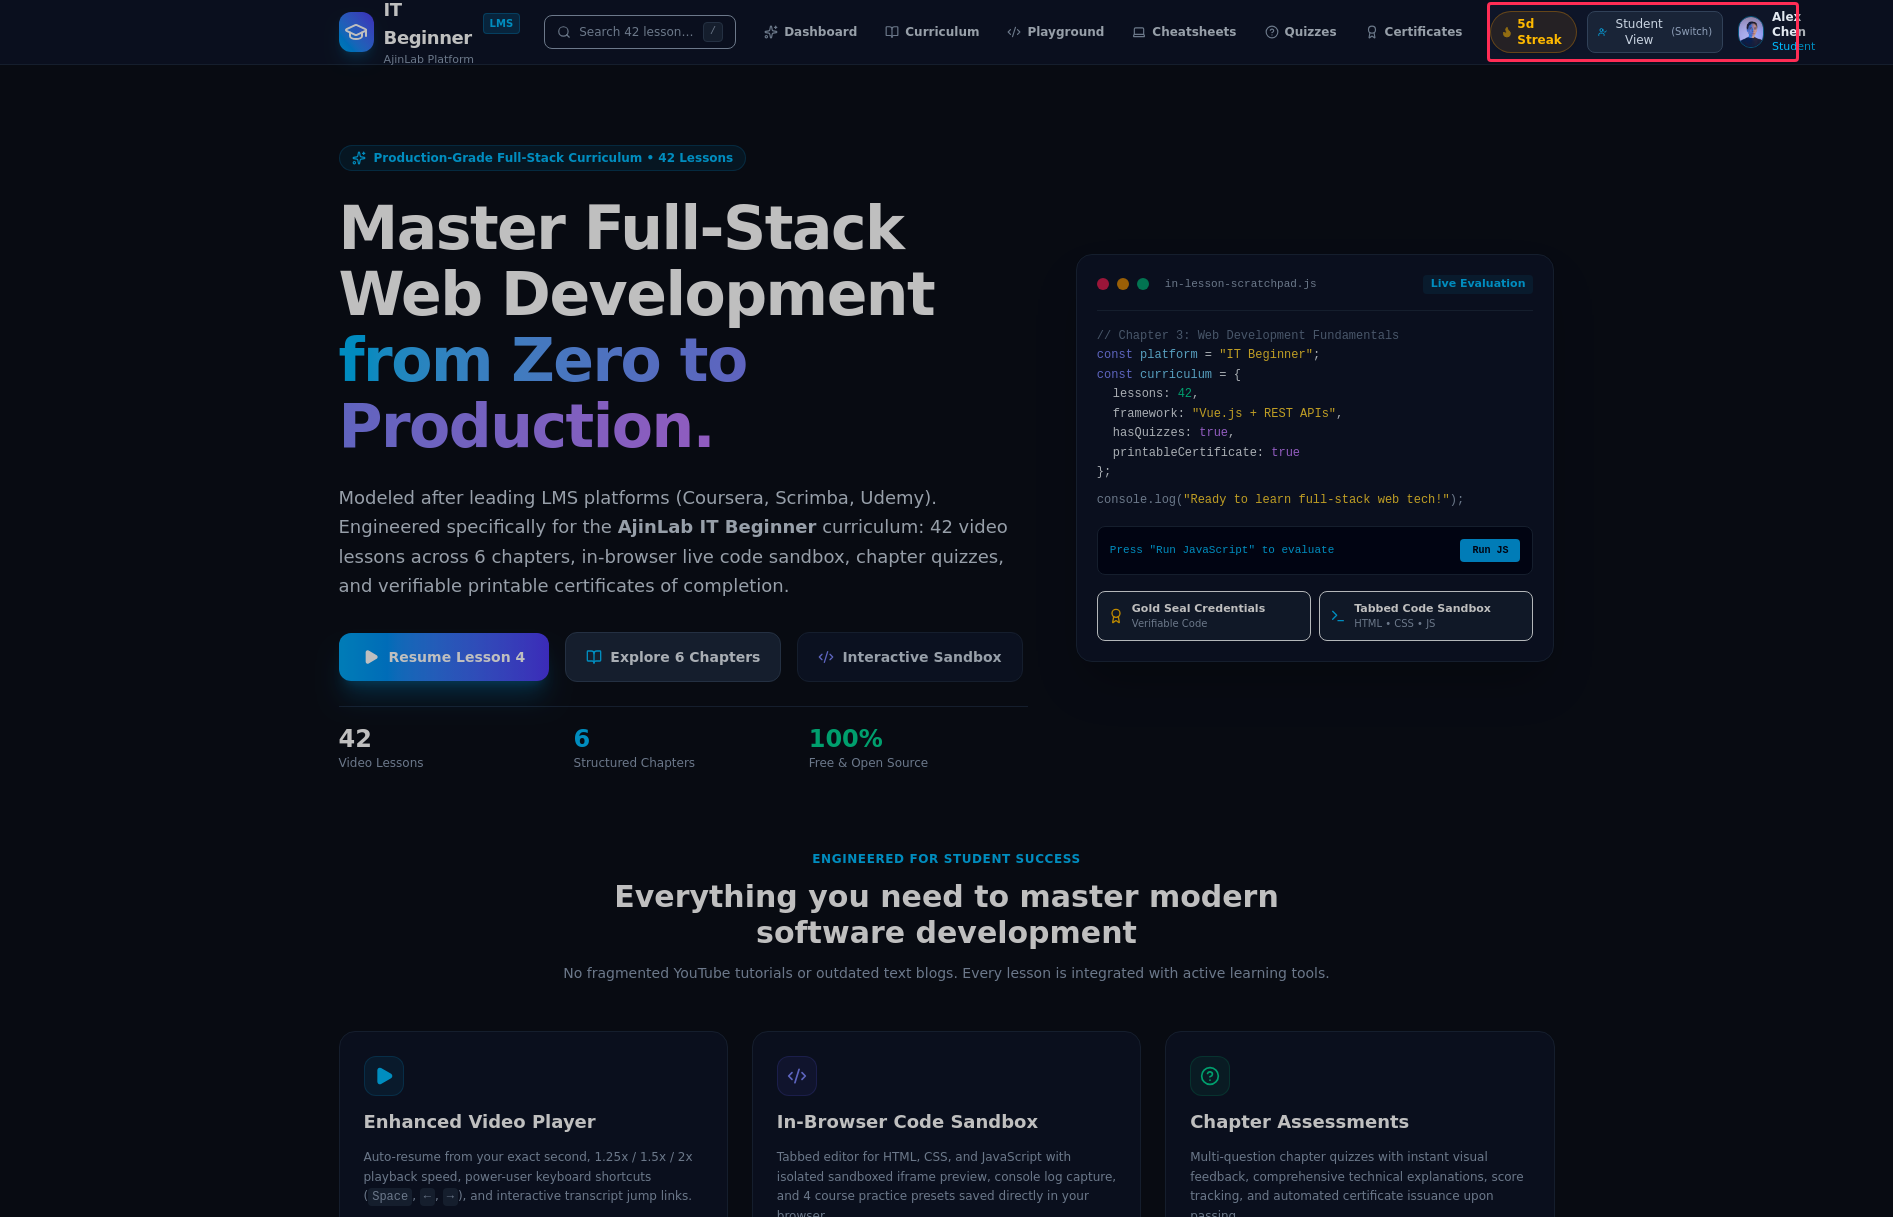 IT
Beginner
LMS
AjinLab Platform
Search 42 lesson...
/
Dashboard
Curriculum
Playground
Cheatsheets
Quizzes
Certificates
5d
Streak
Student
View
(Switch)
Alex
Chen
Student
Production-Grade Full-Stack Curriculum • 42 Lessons
Master Full-Stack
Web Development
from Zero to
Production.
Modeled after leading LMS platforms (Coursera, Scrimba, Udemy).
Engineered specifically for the AjinLab IT Beginner curriculum: 42 video
lessons across 6 chapters, in-browser live code sandbox, chapter quizzes,
and verifiable printable certificates of completion.
Resume Lesson 4
Explore 6 Chapters
Interactive Sandbox
42
Video Lessons
6
Structured Chapters
100%
Free & Open Source
in-lesson-scratchpad.js
Live Evaluation
// Chapter 3: Web Development Fundamentals
const platform = "IT Beginner";
const curriculum = {
lessons: 42,
framework: "Vue.js + REST APIs",
hasQuizzes: true,
printableCertificate: true
};
console.log("Ready to learn full-stack web tech!");
Press "Run JavaScript" to evaluate
Run JS
Gold Seal Credentials
Verifiable Code
Tabbed Code Sandbox
HTML • CSS • JS
ENGINEERED FOR STUDENT SUCCESS
Everything you need to master modern
software development
No fragmented YouTube tutorials or outdated text blogs. Every lesson is integrated with active learning tools.
Enhanced Video Player
Auto-resume from your exact second, 1.25x / 1.5x / 2x
playback speed, power-user keyboard shortcuts
(Space, ←, →), and interactive transcript jump links.
In-Browser Code Sandbox
Tabbed editor for HTML, CSS, and JavaScript with
isolated sandboxed iframe preview, console log capture,
and 4 course practice presets saved directly in your
browser.
Chapter Assessments
Multi-question chapter quizzes with instant visual
feedback, comprehensive technical explanations, score
tracking, and automated certificate issuance upon
passing.